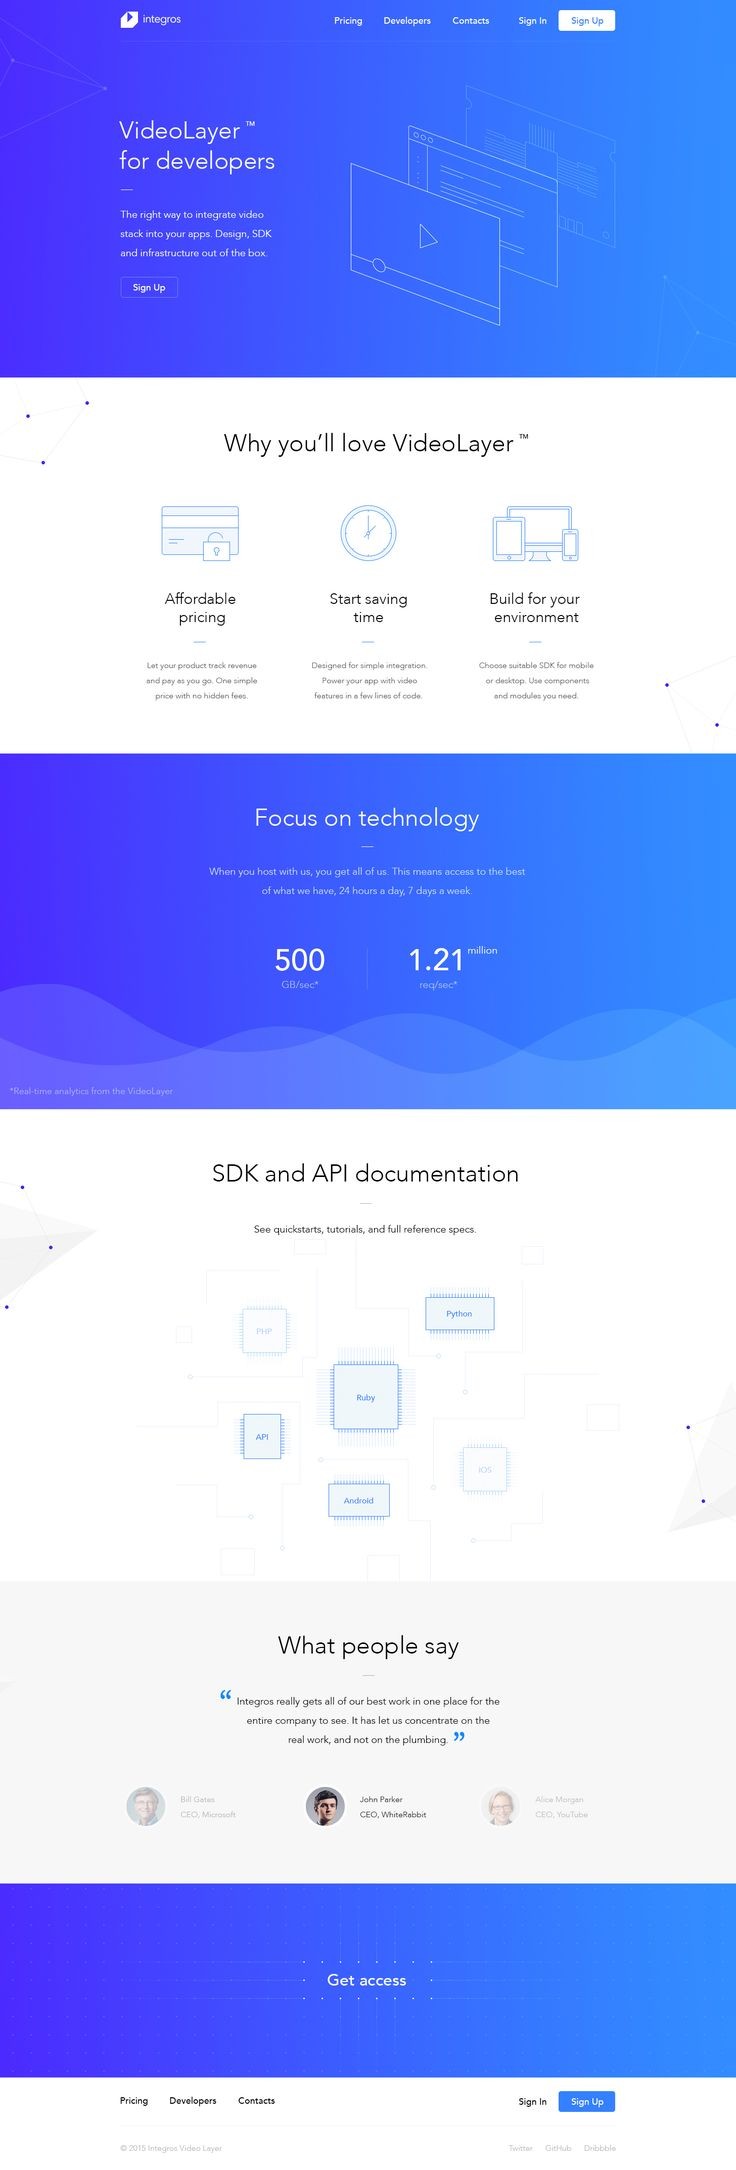 integros
Pricing Developers Contacts Sign In Sign Up
VideoLayer ™
for developers
The right way to integrate video
stack into your apps. Design, SDK
and infrastructure out of the box.
Sign Up
Why you’ll love VideoLayer ™
Affordable
pricing
Let your product track revenue
and pay as you go. One simple
price with no hidden fees.
Start saving
time
Designed for simple integration.
Power your app with video
features in a few lines of code.
Build for your
environment
Choose suitable SDK for mobile
or desktop. Use components
and modules you need.
Focus on technology
When you host with us, you get all of us. This means access to the best
of what we have, 24 hours a day, 7 days a week.
500
GB/sec*
1.21 million
req/sec*
*Real-time analytics from the VideoLayer
SDK and API documentation
See quickstarts, tutorials, and full reference specs.
Python
PHP
Ruby
API
iOS
Android
What people say
“ Integros really gets all of our best work in one place for the
entire company to see. It has let us concentrate on the
real work, and not on the plumbing. ”
Bill Gates
CEO, Microsoft
John Parker
CEO, WhiteRabbit
Alice Morgan
CEO, YouTube
Get access
Pricing Developers Contacts Sign In Sign Up
© 2015 Integros Video Layer Twitter GitHub Dribbble